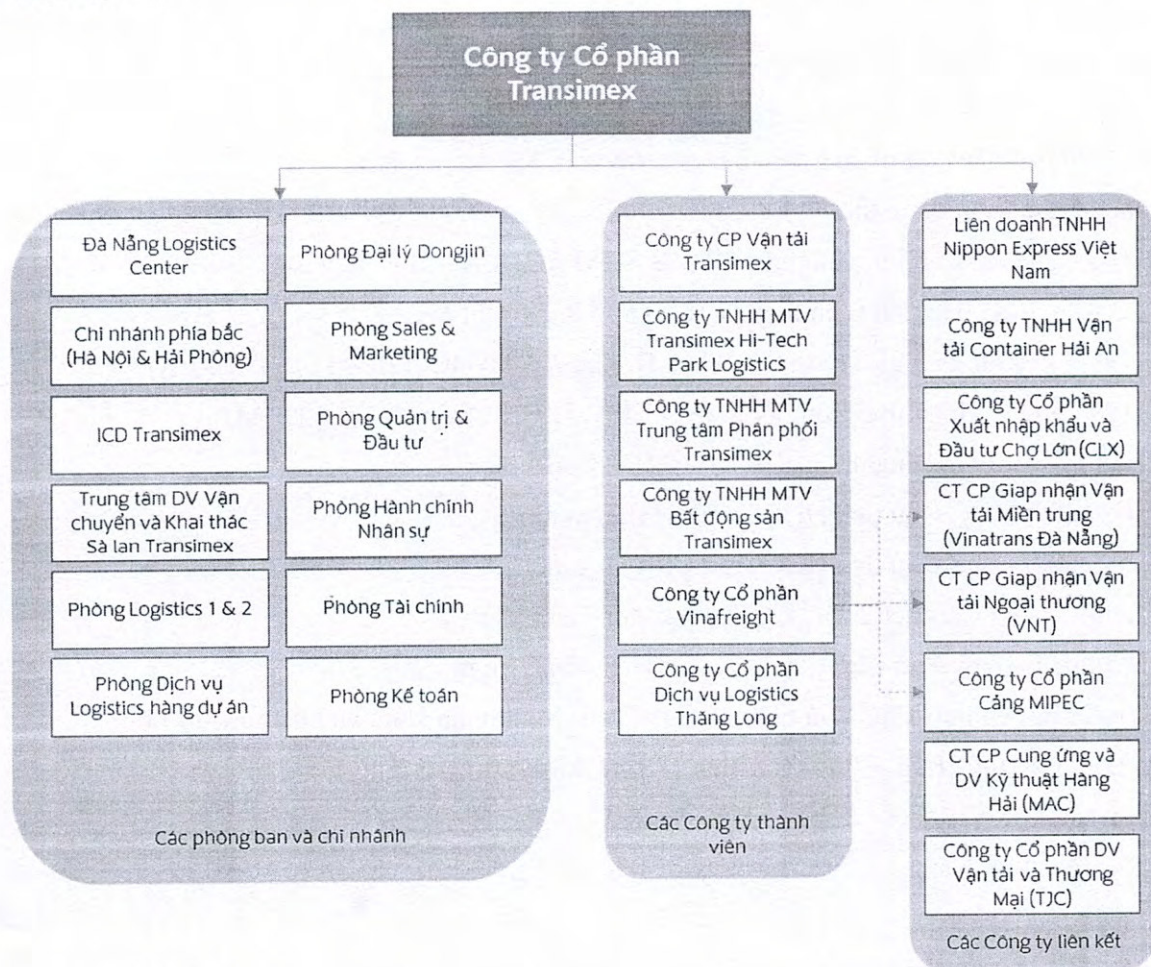 Công ty Cổ phần
Transimex
Đà Nẵng Logistics
Center
Chi nhánh phía bắc
(Hà Nội & Hải Phòng)
ICD Transimex
Trung tâm DV Vận
chuyển và Khai thác
Sà lan Transimex
Phòng Logistics 1 & 2
Phòng Dịch vụ
Logistics hàng dự án
Phòng Đại lý Dongjin
Phòng Sales &
Marketing
Phòng Quản trị &
Đầu tư
Phòng Hành chính
Nhân sự
Phòng Tài chính
Phòng Kế toán
Các phòng ban và chi nhánh
Công ty CP Vận tải
Transimex
Công ty TNHH MTV
Transimex Hi-Tech
Park Logistics
Công ty TNHH MTV
Trung tâm Phân phối
Transimex
Công ty TNHH MTV
Bất động sản
Transimex
Công ty Cổ phần
Vinafreight
Công ty Cổ phần
Dịch vụ Logistics
Thăng Long
Các Công ty thành
viên
Liên doanh TNHH
Nippon Express Việt
Nam
Công ty TNHH Vận
tải Container Hải An
Công ty Cổ phần
Xuất nhập khẩu và
Đầu tư Chợ Lớn (CLX)
CT CP Giap nhận Vận
tải Miền trung
(Vinatrans Đà Nẵng)
CT CP Giap nhận Vận
tải Ngoại thương
(VNT)
Công ty Cổ phần
Cảng MIPEC
CT CP Cung ứng và
DV Kỹ thuật Hàng
Hải (MAC)
Công ty Cổ phần DV
Vận tải và Thương
Mại (TJC)
Các Công ty liên kết